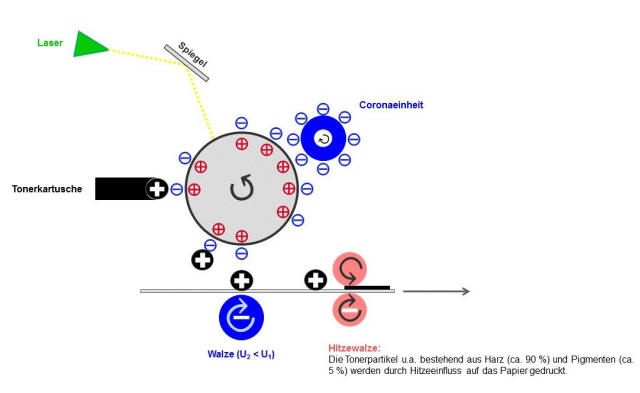 Laser
Spiegel
Coronaeinheit
Tonerkartusche
Walze (U₂ < U₁)
Hitzewalze:
Die Tonerpartikel u.a. bestehend aus Harz (ca. 90 %) und Pigmenten (ca.
5 %) werden durch Hitzeeinfluss auf das Papier gedruckt.